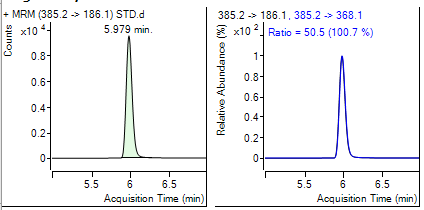 + MRM (385.2 -> 186.1) STD.d
Counts
x10 4
5.979 min.
0.8
0.6
0.4
0.2
0
5.5 6 6.5
Acquisition Time (min)
385.2 -> 186.1, 385.2 -> 368.1
Relative Abundance (%)
x10 2
Ratio = 50.5 (100.7 %)
1
0.8
0.6
0.4
0.2
0
5.5 6 6.5
Acquisition Time (min)